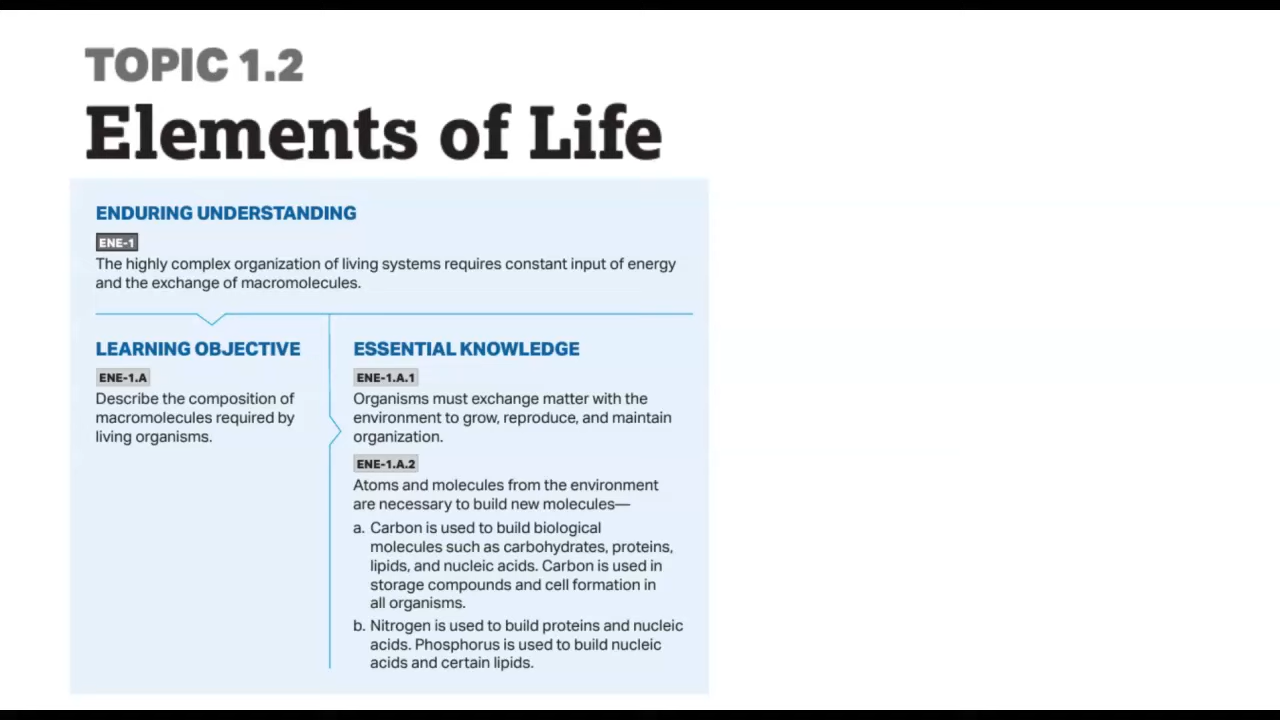 TOPIC 1.2
Elements of Life
ENDURING UNDERSTANDING
ENE-1
The highly complex organization of living systems requires constant input of energy
and the exchange of macromolecules.
LEARNING OBJECTIVE
ENE-1.A
Describe the composition of
macromolecules required by
living organisms.
ESSENTIAL KNOWLEDGE
ENE-1.A.1
Organisms must exchange matter with the
environment to grow, reproduce, and maintain
organization.
ENE-1.A.2
Atoms and molecules from the environment
are necessary to build new molecules—
a. Carbon is used to build biological
molecules such as carbohydrates, proteins,
lipids, and nucleic acids. Carbon is used in
storage compounds and cell formation in
all organisms.
b. Nitrogen is used to build proteins and nucleic
acids. Phosphorus is used to build nucleic
acids and certain lipids.